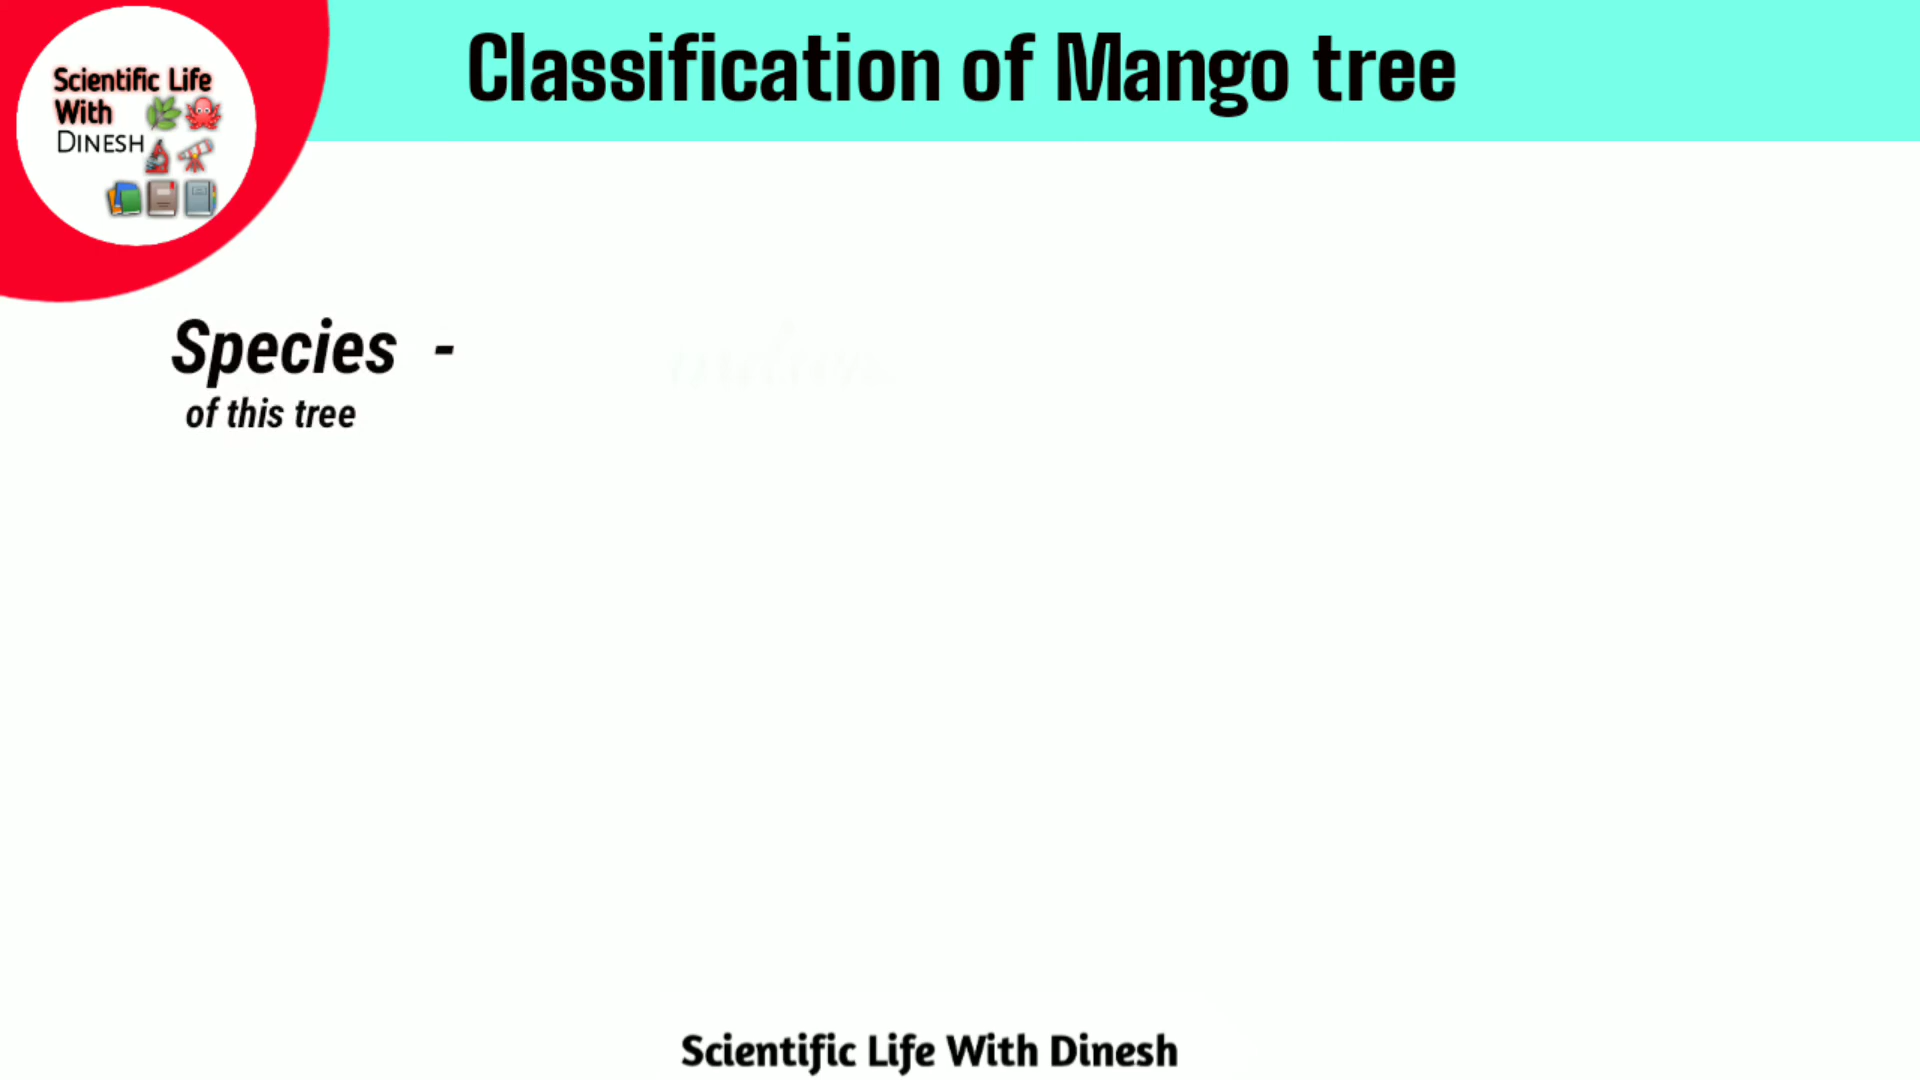 Scientific Life
With
DINESH
Classification of Mango tree
Species -
of this tree
Scientific Life With Dinesh